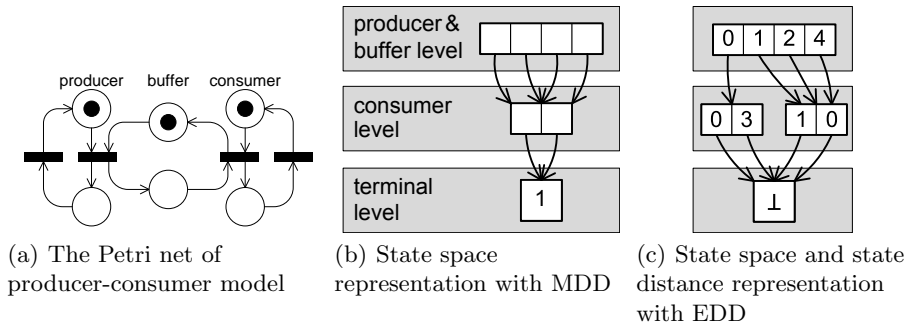 producer buffer consumer
producer &
buffer level
consumer
level
terminal
level
1
0 1 2 4
0 3 1 0
⊥
(a) The Petri net of
producer-consumer model
(b) State space
representation with MDD
(c) State space and state
distance representation
with EDD